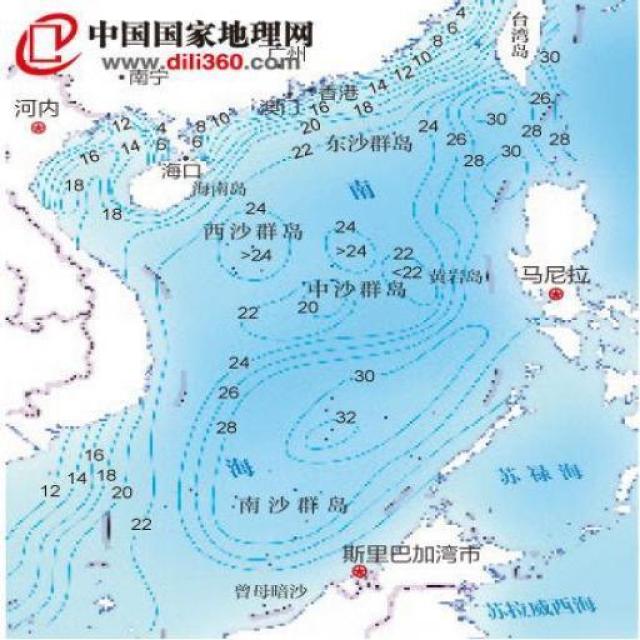 中国国家地理网
www.dili360.com
广州
台湾岛
南宁
河内
香港
澳门
海口
海南岛
东沙群岛
南
西沙群岛
中沙群岛
黄岩岛
马尼拉
海
南沙群岛
苏禄海
斯里巴加湾市
曾母暗沙
苏拉威西海
4
6
8
10
12
14
16
18
20
22
30
26
30
28
28
30
24
26
28
12
4
6
8
10
6
14
16
18
18
24
>24
24
>24
22
<22
22
20
24
26
28
30
32
16
14
18
12
20
22